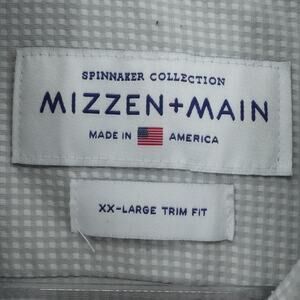 SPINNAKER COLLECTION
MIZZEN+MAIN
MADE IN AMERICA
XX-LARGE TRIM FIT